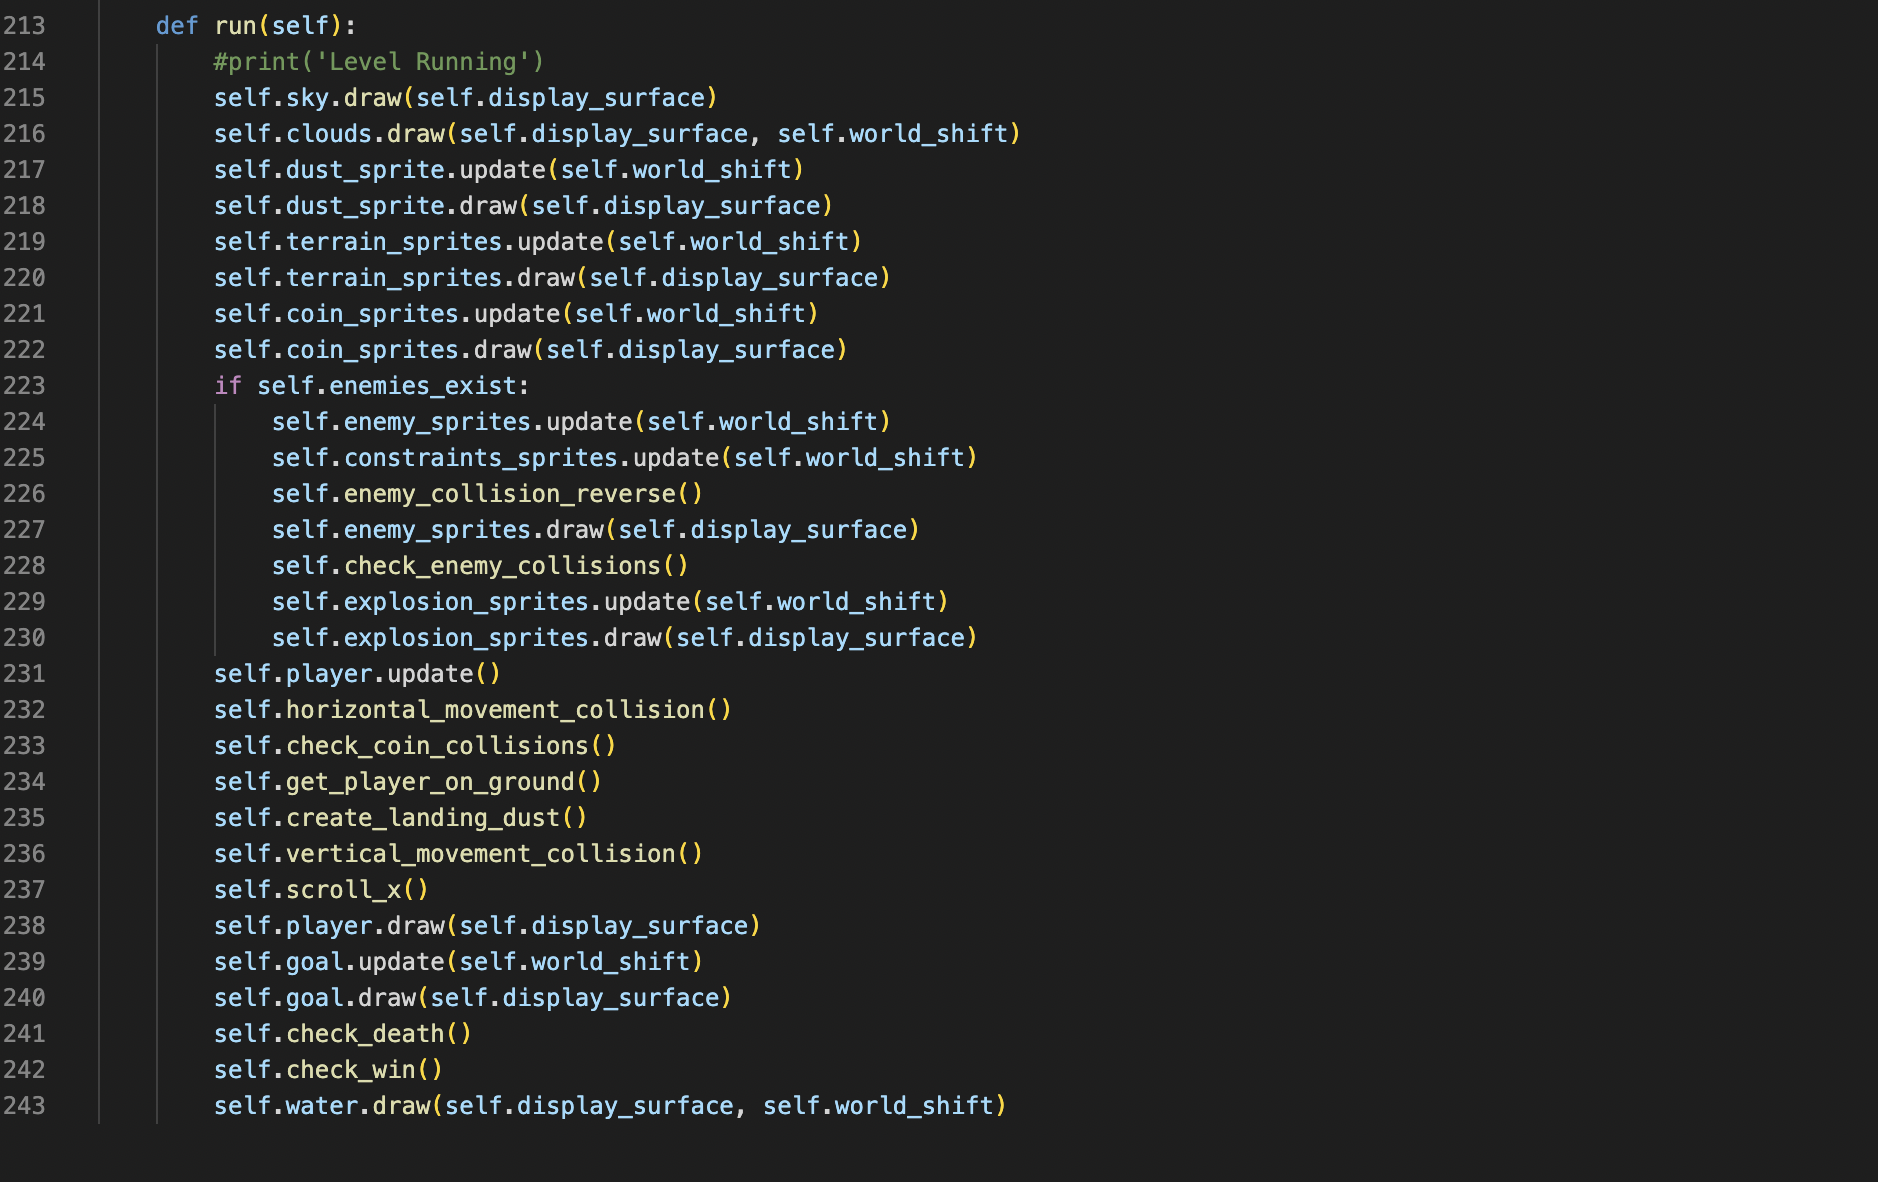 213 def run(self):
214 #print('Level Running')
215 self.sky.draw(self.display_surface)
216 self.clouds.draw(self.display_surface, self.world_shift)
217 self.dust_sprite.update(self.world_shift)
218 self.dust_sprite.draw(self.display_surface)
219 self.terrain_sprites.update(self.world_shift)
220 self.terrain_sprites.draw(self.display_surface)
221 self.coin_sprites.update(self.world_shift)
222 self.coin_sprites.draw(self.display_surface)
223 if self.enemies_exist:
224 self.enemy_sprites.update(self.world_shift)
225 self.constraints_sprites.update(self.world_shift)
226 self.enemy_collision_reverse()
227 self.enemy_sprites.draw(self.display_surface)
228 self.check_enemy_collisions()
229 self.explosion_sprites.update(self.world_shift)
230 self.explosion_sprites.draw(self.display_surface)
231 self.player.update()
232 self.horizontal_movement_collision()
233 self.check_coin_collisions()
234 self.get_player_on_ground()
235 self.create_landing_dust()
236 self.vertical_movement_collision()
237 self.scroll_x()
238 self.player.draw(self.display_surface)
239 self.goal.update(self.world_shift)
240 self.goal.draw(self.display_surface)
241 self.check_death()
242 self.check_win()
243 self.water.draw(self.display_surface, self.world_shift)